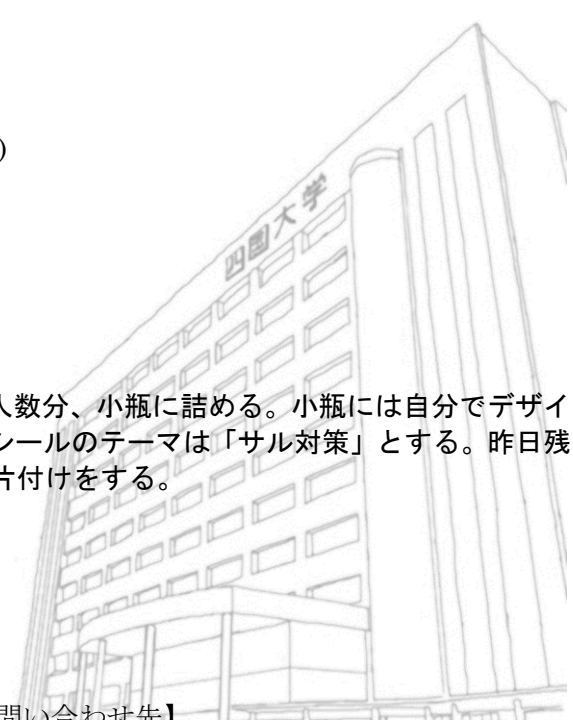 )
四国大学
人数分、小瓶に詰める。小瓶には自分でデザイ
シールのテーマは「サル対策」とする。昨日残
片付けをする。
問い合わせ先】